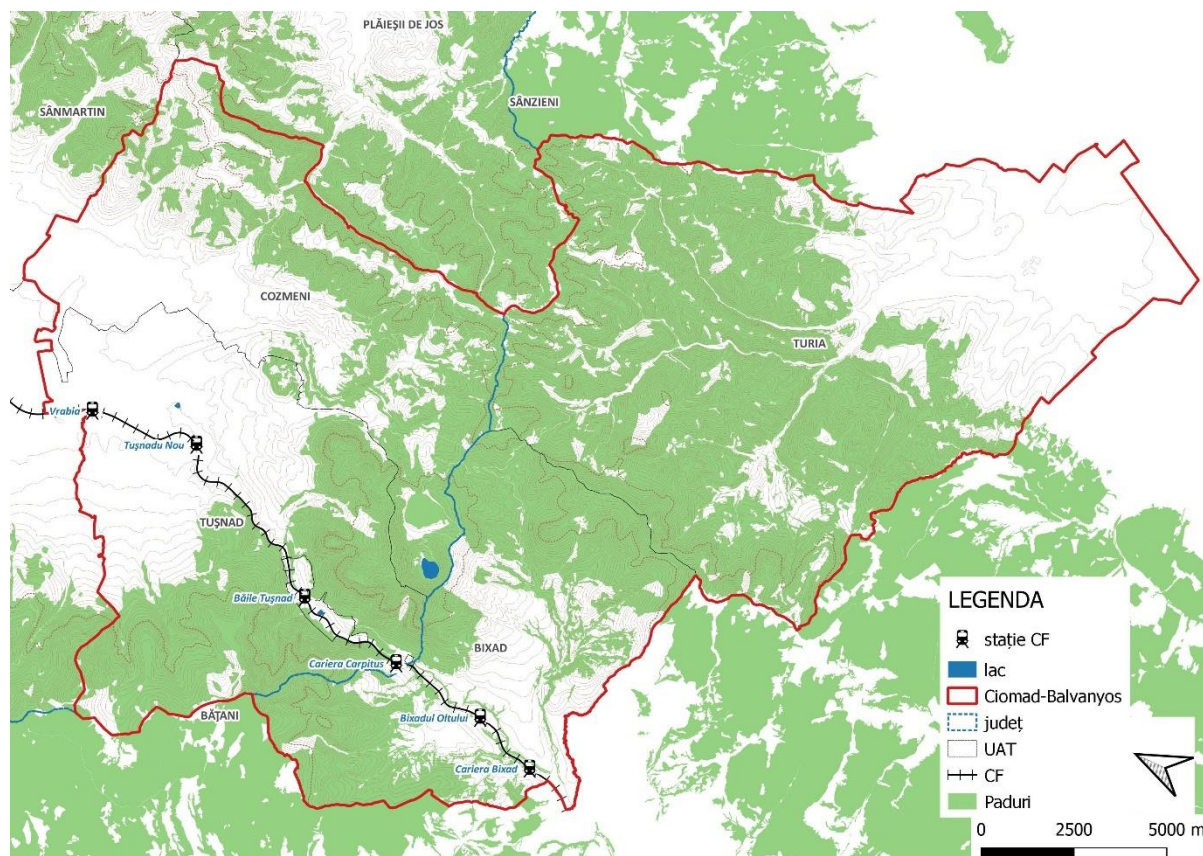 PLĂIEȘII DE JOS
SÂNMARTIN
SÂNZIENI
COZMENI
TURIA
Vrabia
Tușnadu Nou
TUȘNAD
Băile Tușnad
BIXAD
Cariera Carpitus
BĂȚANI
Bixadul Oltului
Cariera Bixad
LEGENDA
stație CF
lac
Ciomad-Balvanyos
județ
UAT
CF
Paduri
0 2500 5000 m